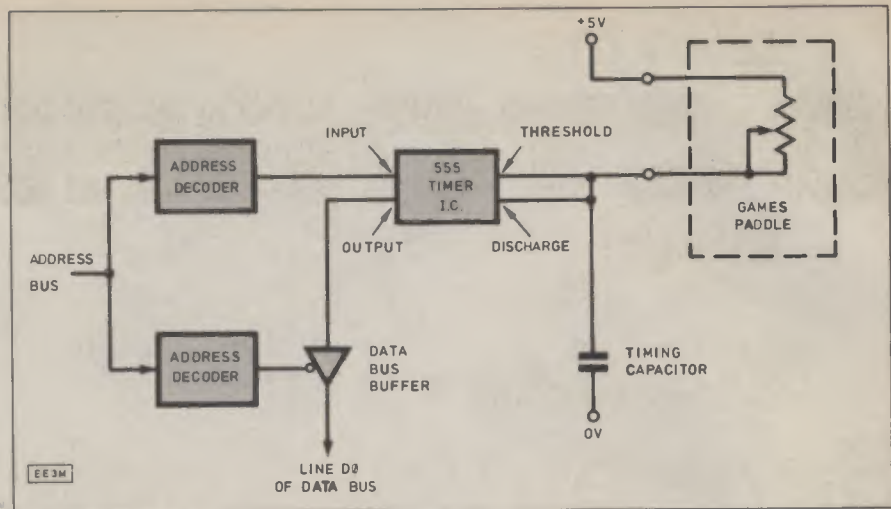 +5V
INPUT
THRESHOLD
ADDRESS
DECODER
555
TIMER
I.C.
GAMES
PADDLE
OUTPUT
DISCHARGE
ADDRESS
BUS
ADDRESS
DECODER
DATA
BUS
BUFFER
TIMING
CAPACITOR
0V
EE3M
LINE DØ
OF DATA BUS